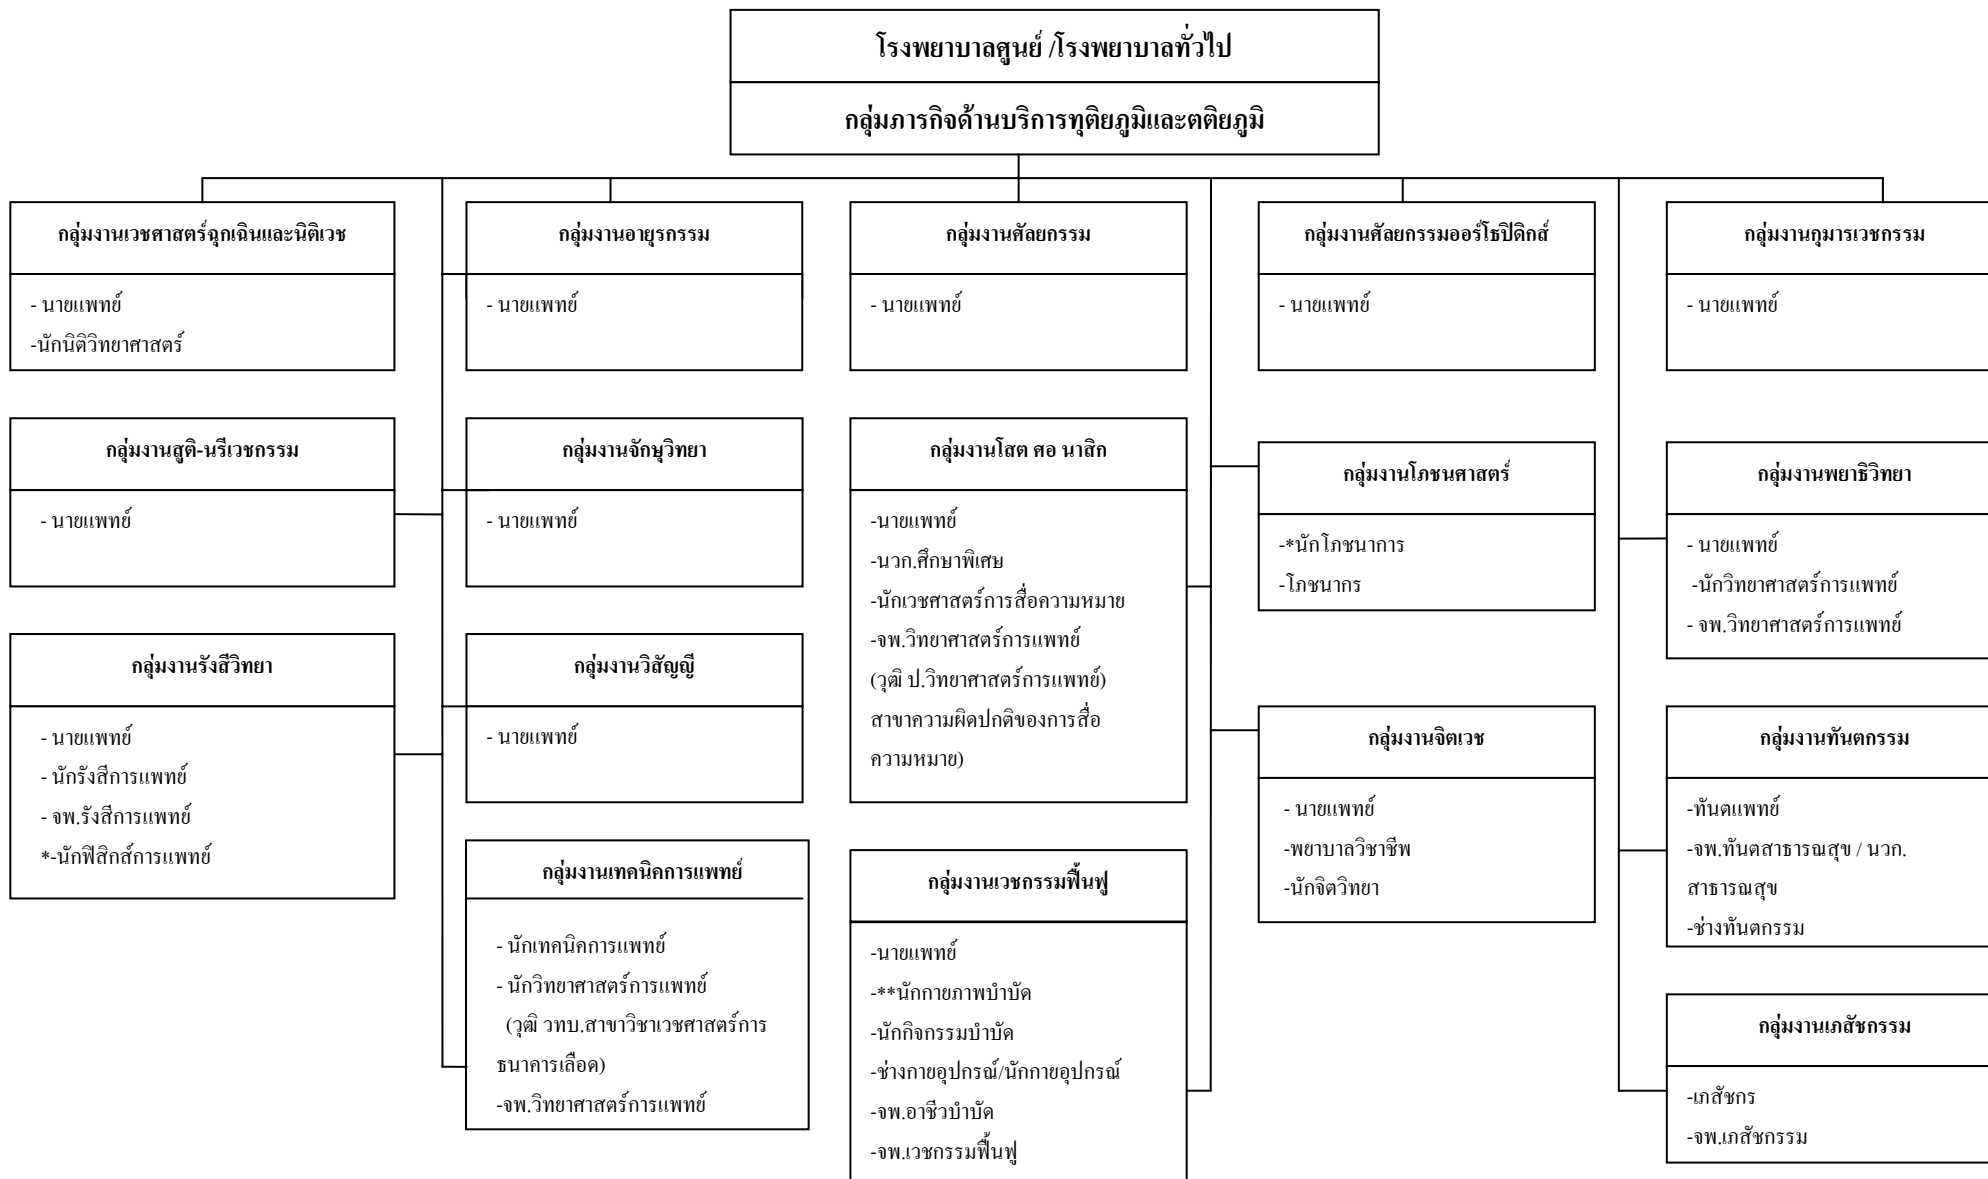 โรงพยาบาลศูนย์ /โรงพยาบาลทั่วไป
กลุ่มภารกิจด้านบริการทุติยภูมิและตติยภูมิ
กลุ่มงานเวชศาสตร์ฉุกเฉินและนิติเวช
- นายแพทย์
-นักนิติวิทยาศาสตร์
กลุ่มงานอายุรกรรม
- นายแพทย์
กลุ่มงานศัลยกรรม
- นายแพทย์
กลุ่มงานศัลยกรรมออร์โธปิดิกส์
- นายแพทย์
กลุ่มงานกุมารเวชกรรม
- นายแพทย์
กลุ่มงานสูติ-นรีเวชกรรม
- นายแพทย์
กลุ่มงานจักษุวิทยา
- นายแพทย์
กลุ่มงานโสต ศอ นาสิก
-นายแพทย์
-นวก.ศึกษาพิเศษ
-นักเวชศาสตร์การสื่อความหมาย
-จพ.วิทยาศาสตร์การแพทย์
(วุฒิ ป.วิทยาศาสตร์การแพทย์)
สาขาความผิดปกติของการสื่อ
ความหมาย)
กลุ่มงานโภชนศาสตร์
-*นักโภชนาการ
-โภชนากร
กลุ่มงานพยาธิวิทยา
- นายแพทย์
-นักวิทยาศาสตร์การแพทย์
- จพ.วิทยาศาสตร์การแพทย์
กลุ่มงานรังสีวิทยา
- นายแพทย์
- นักรังสีการแพทย์
- จพ.รังสีการแพทย์
*-นักฟิสิกส์การแพทย์
กลุ่มงานวิสัญญี
- นายแพทย์
กลุ่มงานจิตเวช
- นายแพทย์
-พยาบาลวิชาชีพ
-นักจิตวิทยา
กลุ่มงานทันตกรรม
-ทันตแพทย์
-จพ.ทันตสาธารณสุข / นวก.
สาธารณสุข
-ช่างทันตกรรม
กลุ่มงานเทคนิคการแพทย์
- นักเทคนิคการแพทย์
- นักวิทยาศาสตร์การแพทย์
(วุฒิ วทบ.สาขาวิชาเวชศาสตร์การ
ธนาคารเลือด)
-จพ.วิทยาศาสตร์การแพทย์
กลุ่มงานเวชกรรมฟื้นฟู
-นายแพทย์
-**นักกายภาพบำบัด
-นักกิจกรรมบำบัด
-ช่างกายอุปกรณ์/นักกายอุปกรณ์
-จพ.อาชีวบำบัด
-จพ.เวชกรรมฟื้นฟู
กลุ่มงานเภสัชกรรม
-เภสัชกร
-จพ.เภสัชกรรม